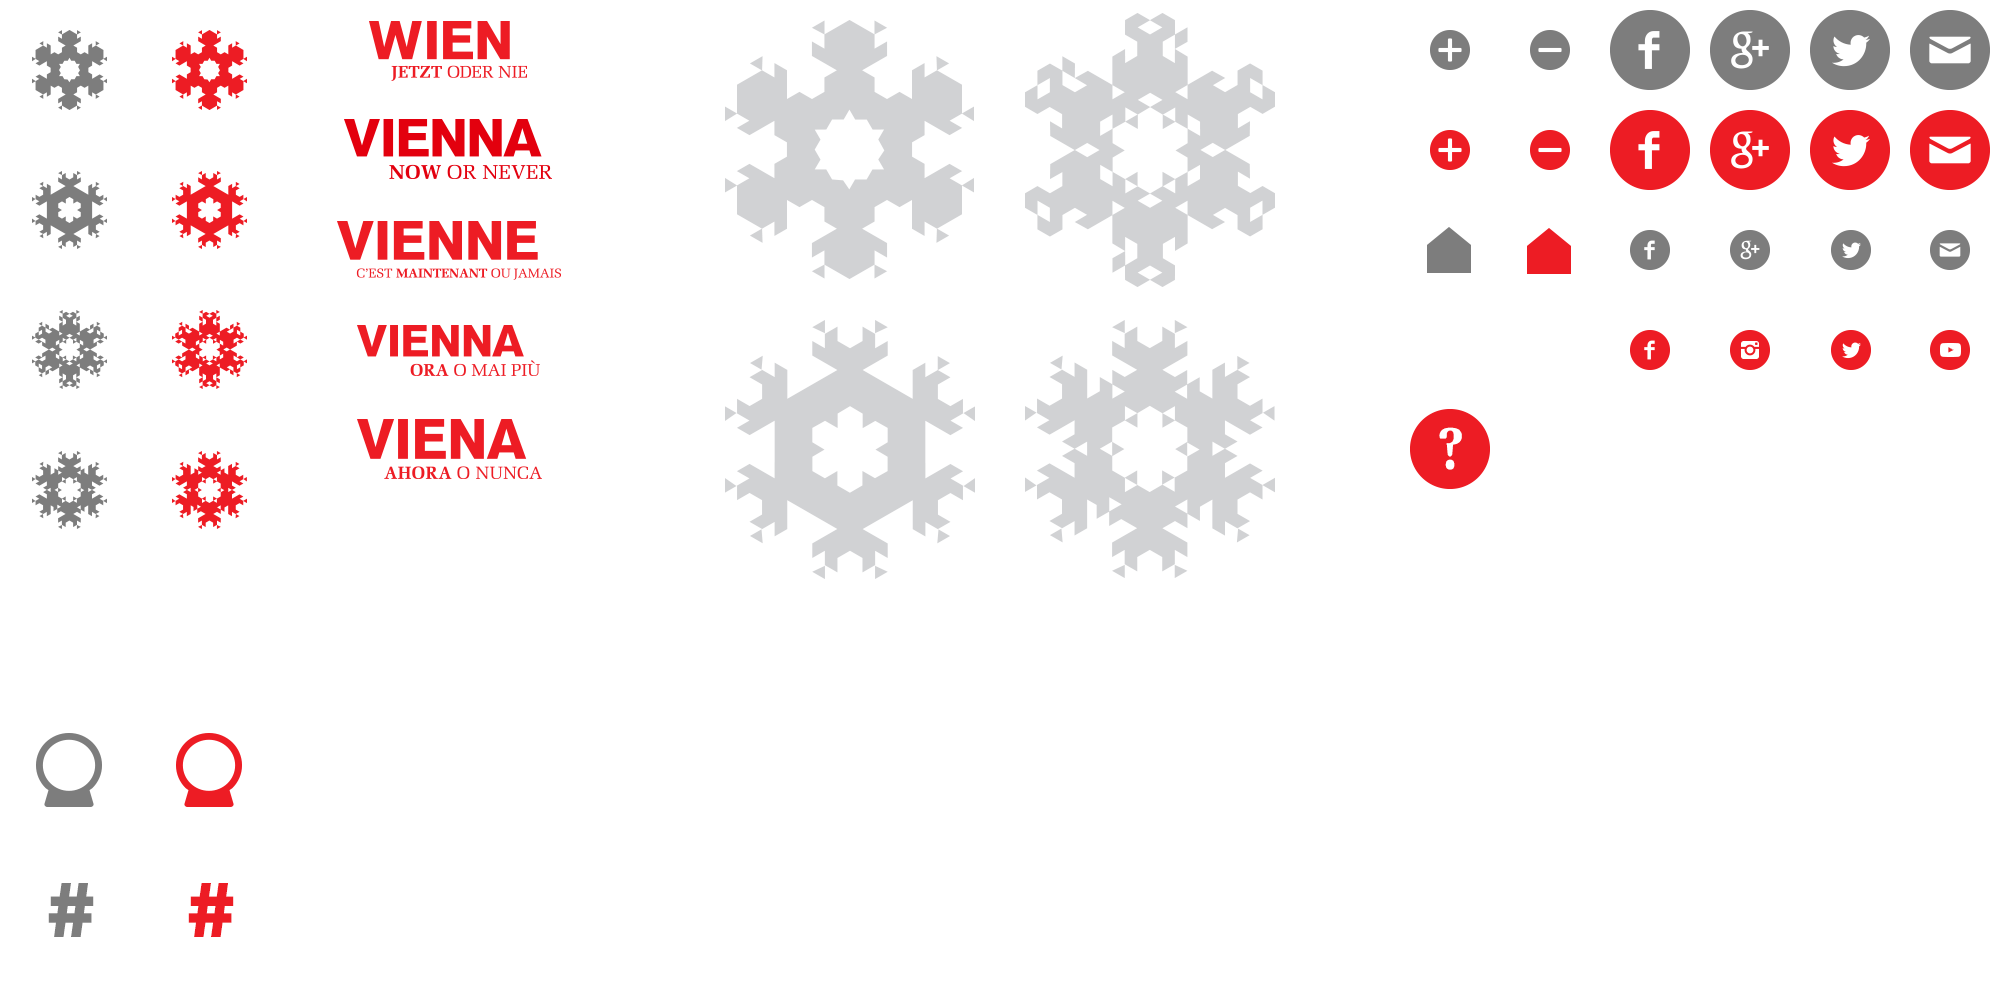 WIEN
JETZT ODER NIE
VIENNA
NOW OR NEVER
VIENNE
C'EST MAINTENANT OU JAMAIS
VIENNA
ORA O MAI PIÙ
VIENA
AHORA O NUNCA
f g+
f g+
f g+
f
?
#
#